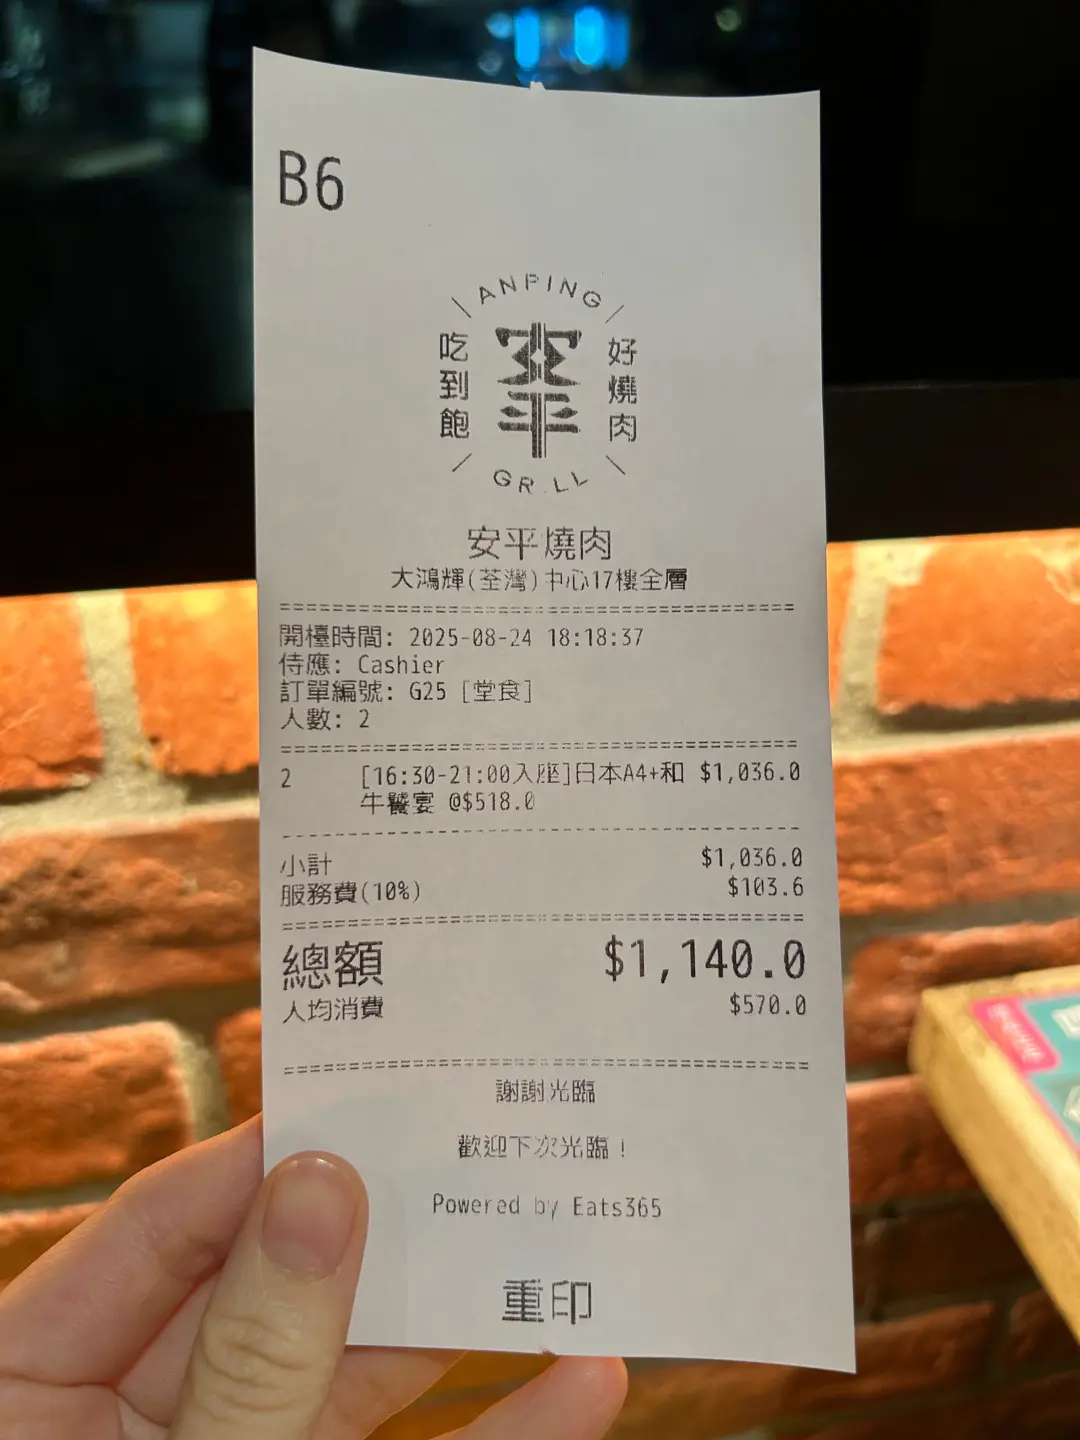 B6
ANPING
吃到飽
安平
好燒肉
GRILL
安平燒肉
大鴻輝(荃灣)中心17樓全層
開檯時間: 2025-08-24 18:18:37
侍應: Cashier
訂單編號: G25 [堂食]
人數: 2
2 [16:30-21:00入座]日本A4+和 $1,036.0
牛饗宴 @$518.0
小計 $1,036.0
服務費(10%) $103.6
總額 $1,140.0
人均消費 $570.0
謝謝光臨
歡迎下次光臨！
Powered by Eats365
重印